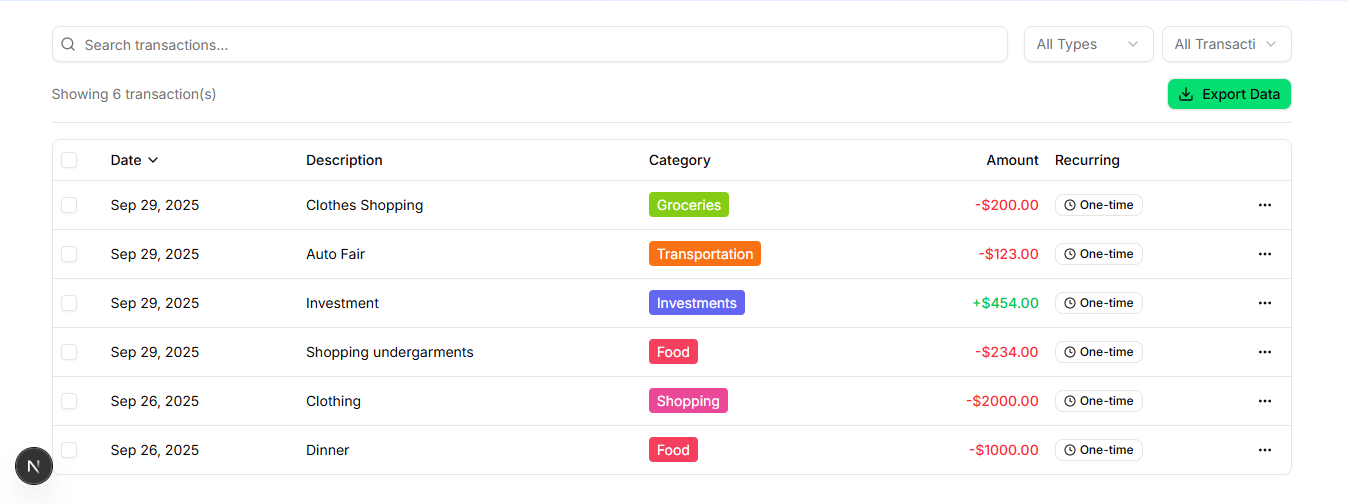 Search transactions...
All Types
All Transacti
Showing 6 transaction(s)
Export Data
Date Description Category Amount Recurring
Sep 29, 2025 Clothes Shopping Groceries -$200.00 One-time
Sep 29, 2025 Auto Fair Transportation -$123.00 One-time
Sep 29, 2025 Investment Investments +$454.00 One-time
Sep 29, 2025 Shopping undergarments Food -$234.00 One-time
Sep 26, 2025 Clothing Shopping -$2000.00 One-time
Sep 26, 2025 Dinner Food -$1000.00 One-time
N